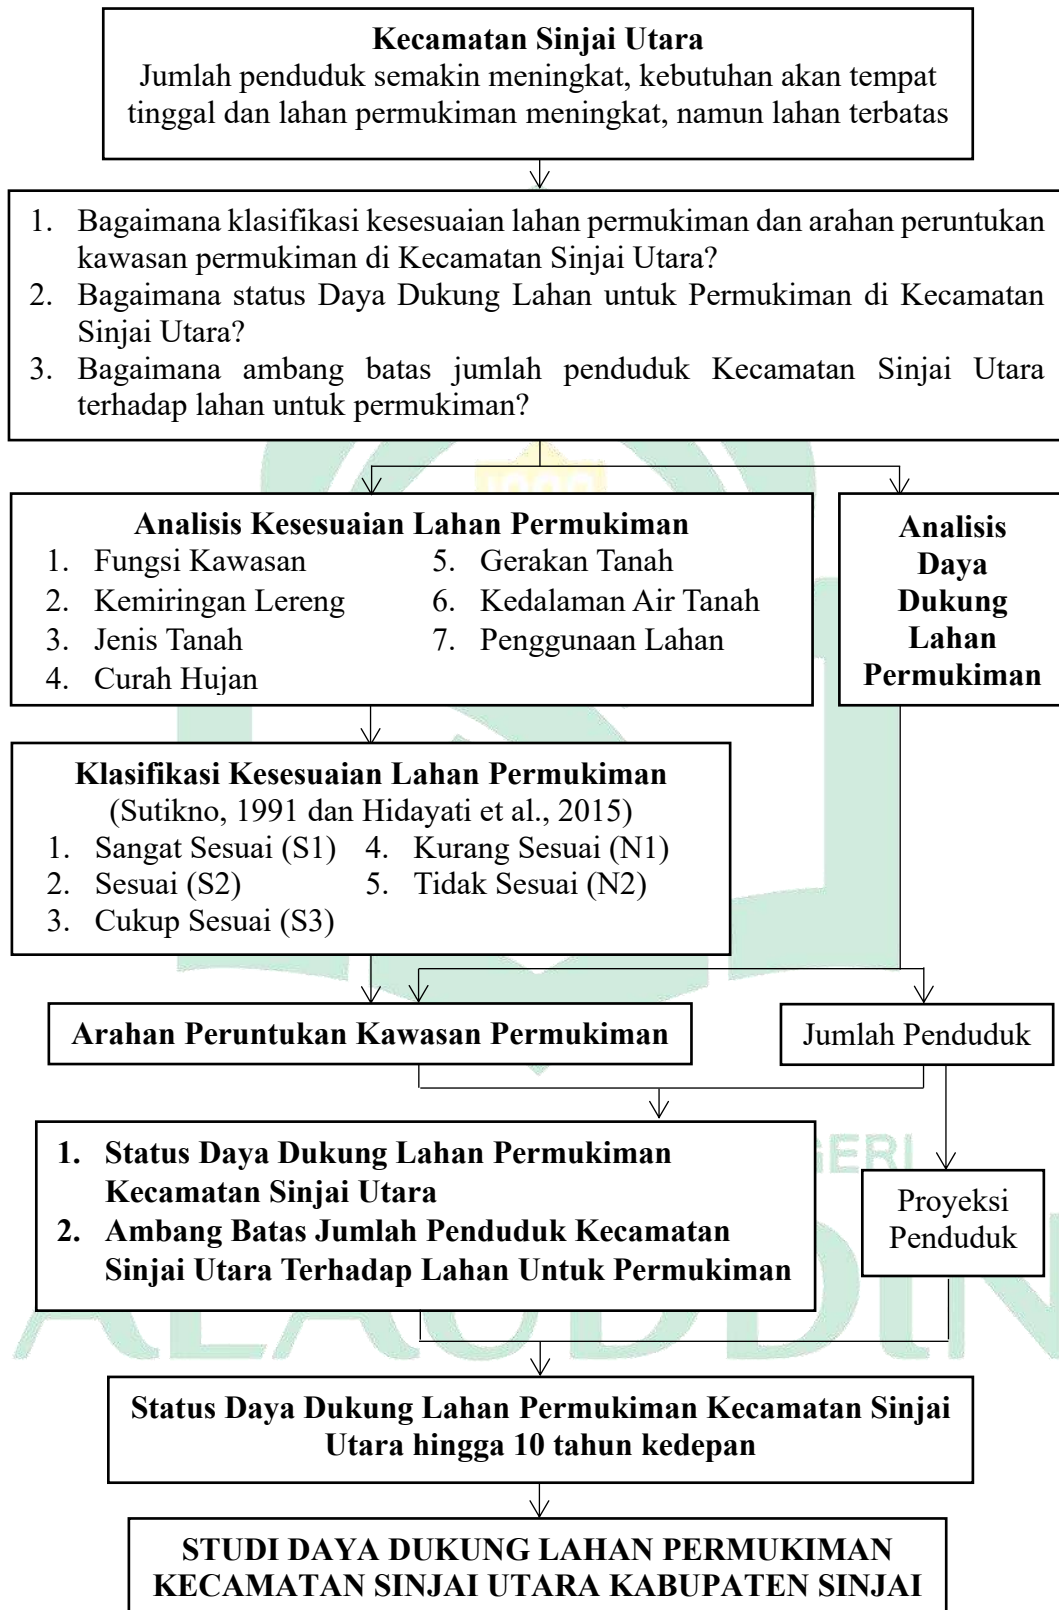 Kecamatan Sinjai Utara
Jumlah penduduk semakin meningkat, kebutuhan akan tempat
tinggal dan lahan permukiman meningkat, namun lahan terbatas
1. Bagaimana klasifikasi kesesuaian lahan permukiman dan arahan peruntukan
kawasan permukiman di Kecamatan Sinjai Utara?
2. Bagaimana status Daya Dukung Lahan untuk Permukiman di Kecamatan
Sinjai Utara?
3. Bagaimana ambang batas jumlah penduduk Kecamatan Sinjai Utara
terhadap lahan untuk permukiman?
Analisis Kesesuaian Lahan Permukiman
1. Fungsi Kawasan
2. Kemiringan Lereng
3. Jenis Tanah
4. Curah Hujan
5. Gerakan Tanah
6. Kedalaman Air Tanah
7. Penggunaan Lahan
Analisis
Daya
Dukung
Lahan
Permukiman
Klasifikasi Kesesuaian Lahan Permukiman
(Sutikno, 1991 dan Hidayati et al., 2015)
1. Sangat Sesuai (S1)
2. Sesuai (S2)
3. Cukup Sesuai (S3)
4. Kurang Sesuai (N1)
5. Tidak Sesuai (N2)
Arahan Peruntukan Kawasan Permukiman
Jumlah Penduduk
1. Status Daya Dukung Lahan Permukiman
Kecamatan Sinjai Utara
2. Ambang Batas Jumlah Penduduk Kecamatan
Sinjai Utara Terhadap Lahan Untuk Permukiman
Proyeksi
Penduduk
GERI
ALAUDDIN
Status Daya Dukung Lahan Permukiman Kecamatan Sinjai
Utara hingga 10 tahun kedepan
STUDI DAYA DUKUNG LAHAN PERMUKIMAN
KECAMATAN SINJAI UTARA KABUPATEN SINJAI